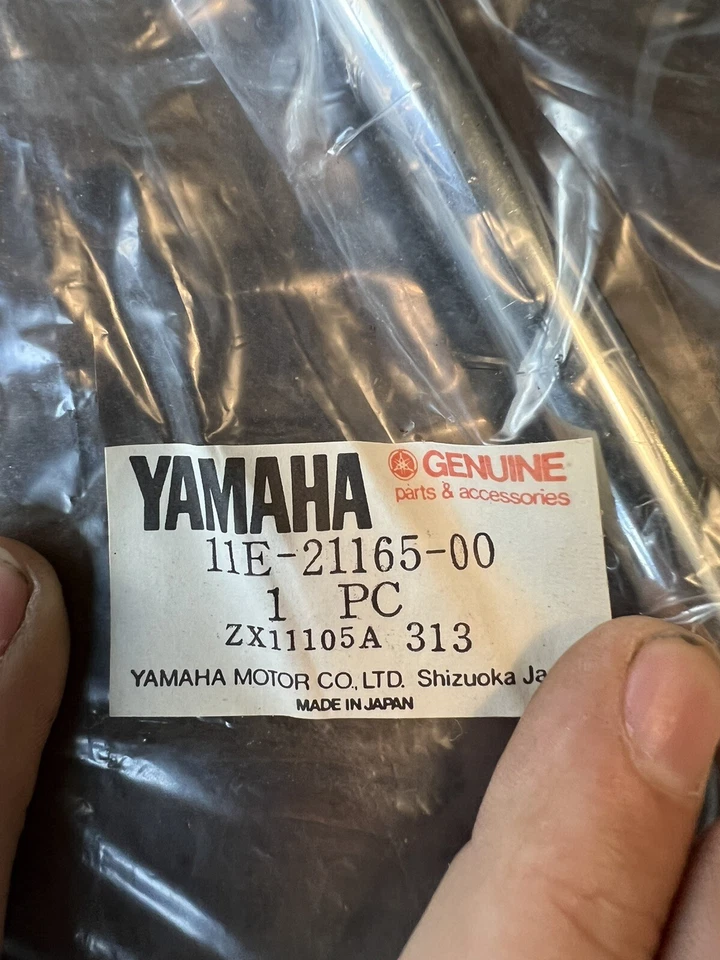 YAMAHA GENUINE
parts & accessories
11E-21165-00
1 PC
ZX11105A 313
YAMAHA MOTOR CO., LTD. Shizuoka
MADE IN JAPAN